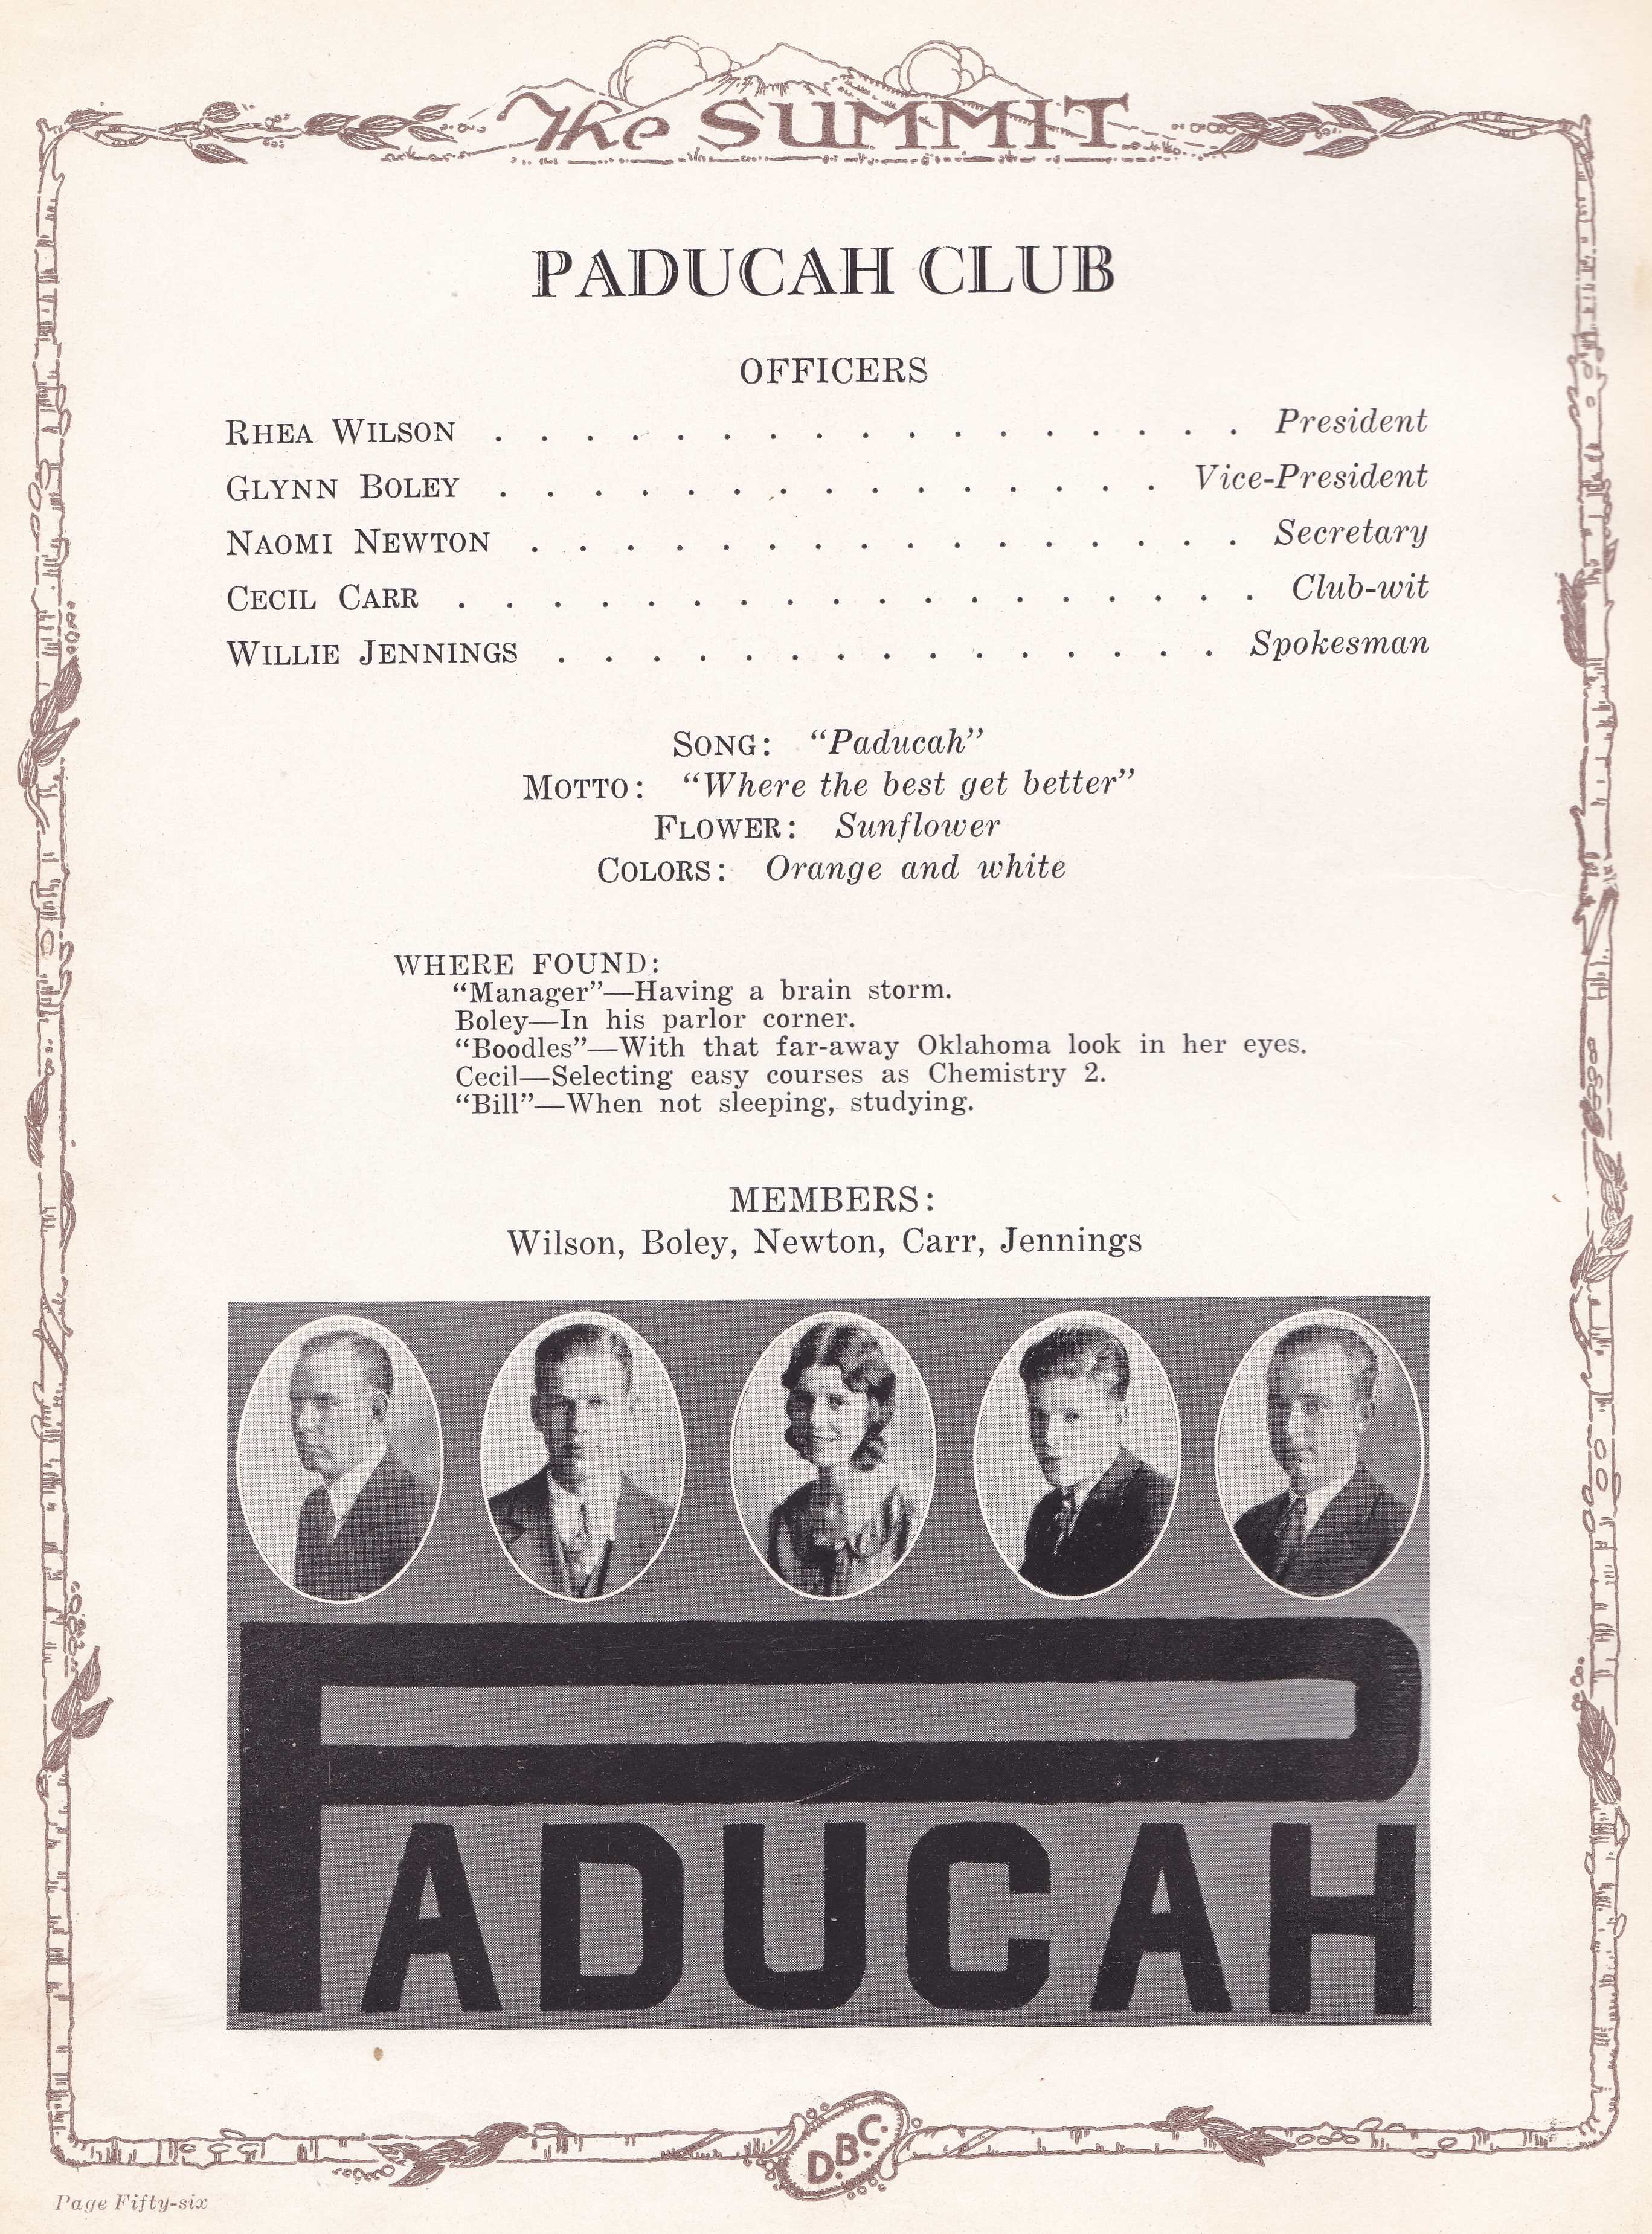 The SUMMIT
PADUCAH CLUB
OFFICERS
RHEA WILSON . . . . . . . . . . . . . . . . . President
GLYNN BOLEY . . . . . . . . . . . . . . . Vice-President
NAOMI NEWTON . . . . . . . . . . . . . . . . Secretary
CECIL CARR . . . . . . . . . . . . . . . . . . Club-wit
WILLIE JENNINGS . . . . . . . . . . . . . . . Spokesman
SONG: “Paducah”
MOTTO: “Where the best get better”
FLOWER: Sunflower
COLORS: Orange and white
WHERE FOUND:
“Manager”—Having a brain storm.
Boley—In his parlor corner.
“Boodles”—With that far-away Oklahoma look in her eyes.
Cecil—Selecting easy courses as Chemistry 2.
“Bill”—When not sleeping, studying.
MEMBERS:
Wilson, Boley, Newton, Carr, Jennings
PADUCAH
D.B.C.
Page Fifty-six